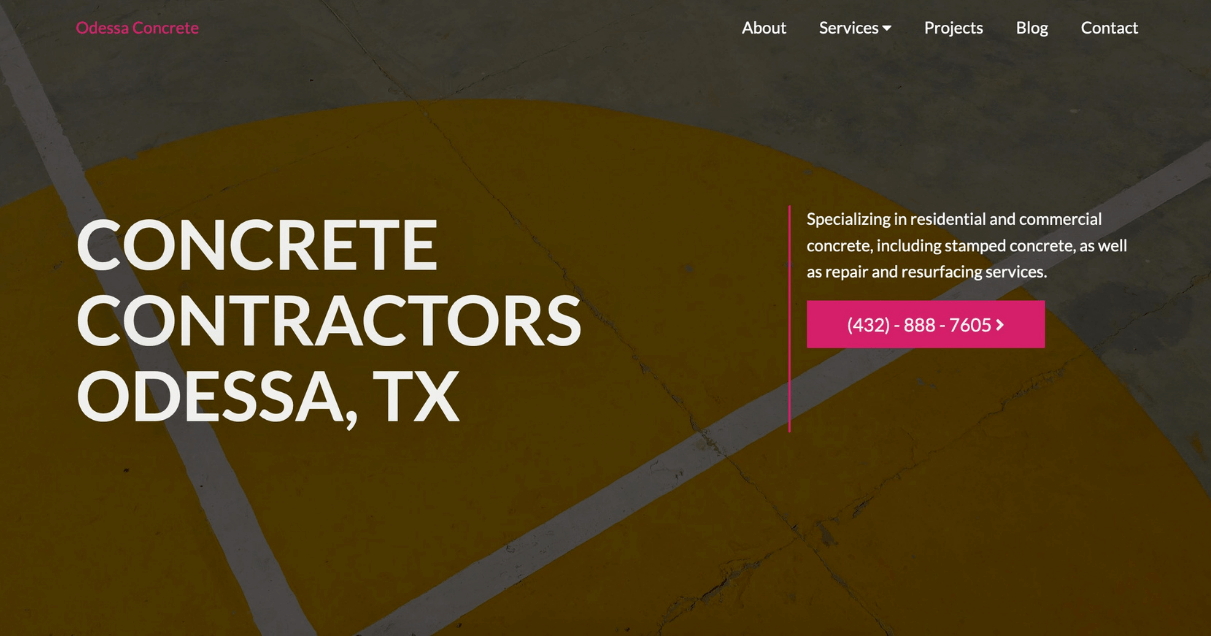 Odessa Concrete
About
Services
Projects
Blog
Contact
CONCRETE
CONTRACTORS
ODESSA, TX
Specializing in residential and commercial
concrete, including stamped concrete, as well
as repair and resurfacing services.
(432) - 888 - 7605